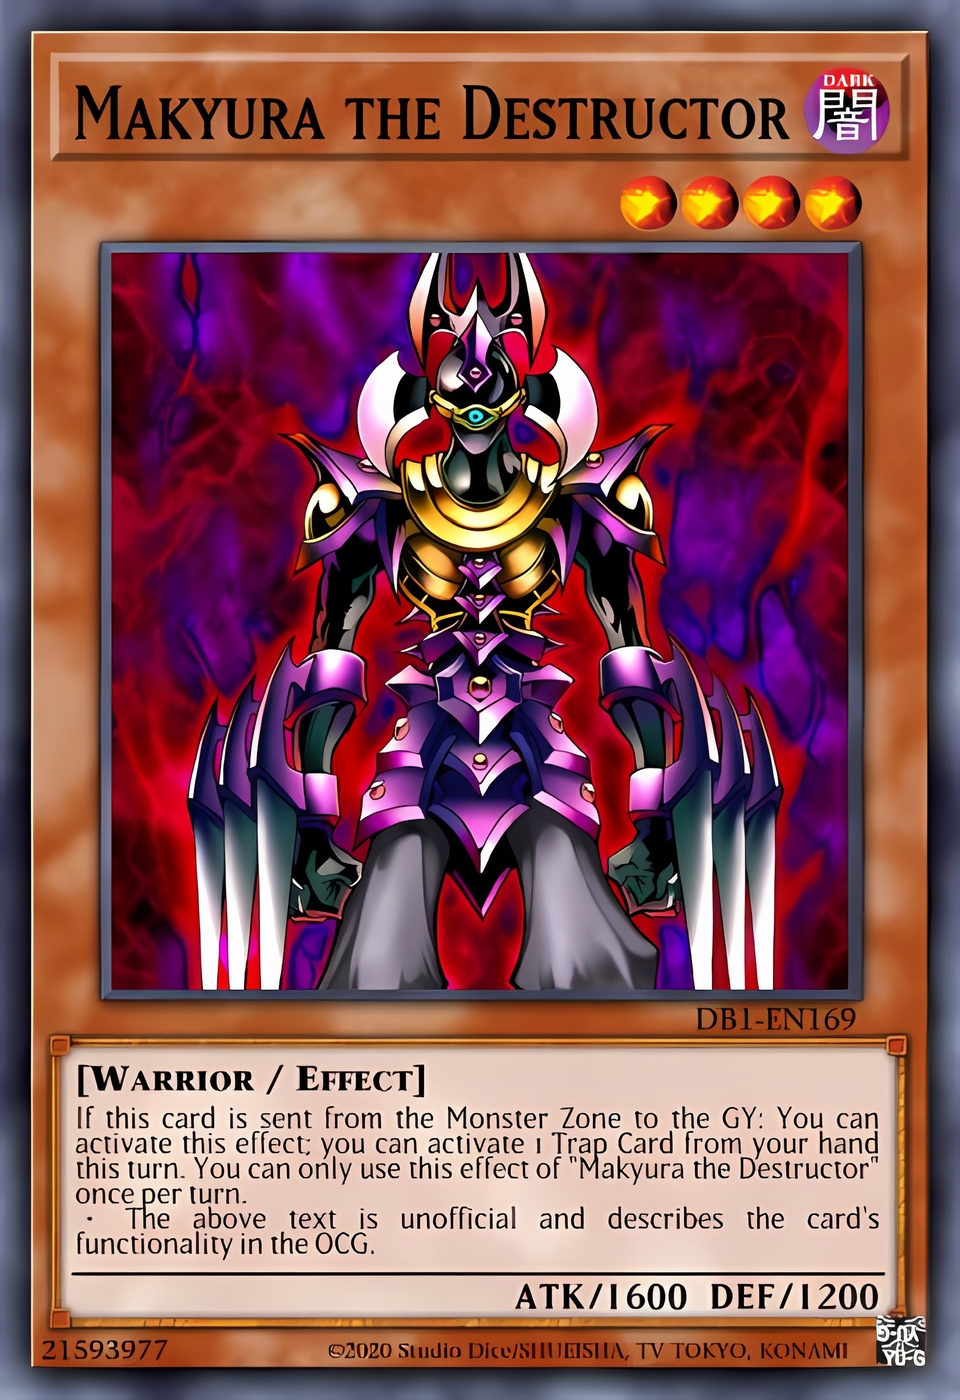 Makyura the Destructor
DARK
闇
DB1-EN169
[Warrior / Effect]
If this card is sent from the Monster Zone to the GY: You can
activate this effect; you can activate 1 Trap Card from your hand
this turn. You can only use this effect of "Makyura the Destructor"
once per turn.
· The above text is unofficial and describes the card's
functionality in the OCG.
ATK/1600 DEF/1200
21593977
©2020 Studio Dice/SHUEISHA, TV TOKYO, KONAMI